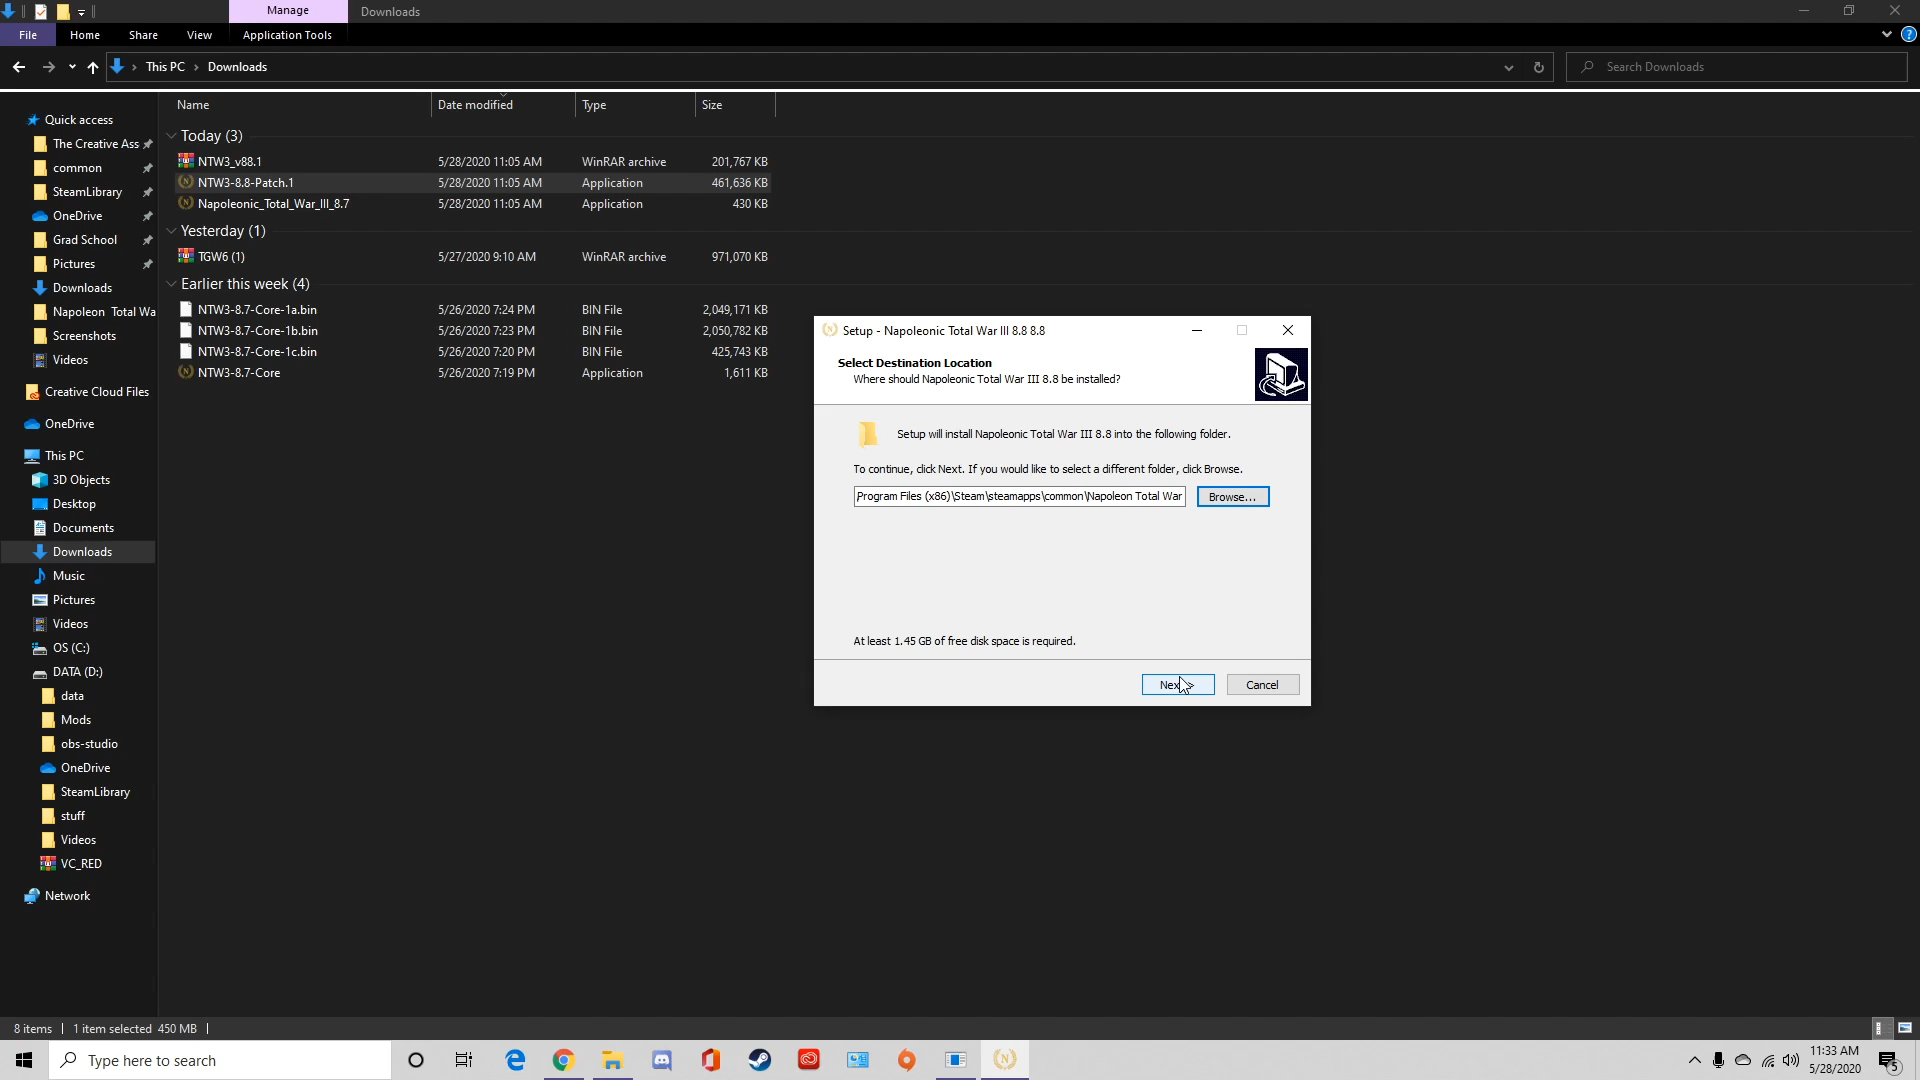 Manage
Downloads
File
Home
Share
View
Application Tools
This PC
Downloads
Search Downloads
Name
Date modified
Type
Size
Quick access
The Creative Ass
common
SteamLibrary
OneDrive
Grad School
Pictures
Downloads
Napoleon Total Wa
Screenshots
Videos
Creative Cloud Files
OneDrive
This PC
3D Objects
Desktop
Documents
Downloads
Music
Pictures
Videos
OS (C:)
DATA (D:)
data
Mods
obs-studio
OneDrive
SteamLibrary
stuff
Videos
VC_RED
Network
Today (3)
NTW3_v88.1 5/28/2020 11:05 AM WinRAR archive 201,767 KB
NTW3-8.8-Patch.1 5/28/2020 11:05 AM Application 461,636 KB
Napoleonic_Total_War_III_8.7 5/28/2020 11:05 AM Application 430 KB
Yesterday (1)
TGW6 (1) 5/27/2020 9:10 AM WinRAR archive 971,070 KB
Earlier this week (4)
NTW3-8.7-Core-1a.bin 5/26/2020 7:24 PM BIN File 2,049,171 KB
NTW3-8.7-Core-1b.bin 5/26/2020 7:23 PM BIN File 2,050,782 KB
NTW3-8.7-Core-1c.bin 5/26/2020 7:20 PM BIN File 425,743 KB
NTW3-8.7-Core 5/26/2020 7:19 PM Application 1,611 KB
Setup - Napoleonic Total War III 8.8 8.8
Select Destination Location
Where should Napoleonic Total War III 8.8 be installed?
Setup will install Napoleonic Total War III 8.8 into the following folder.
To continue, click Next. If you would like to select a different folder, click Browse.
Program Files (x86)\Steam\steamapps\common\Napoleon Total War
Browse...
At least 1.45 GB of free disk space is required.
Next >
Cancel
8 items
1 item selected 450 MB
Type here to search
11:33 AM
5/28/2020
5